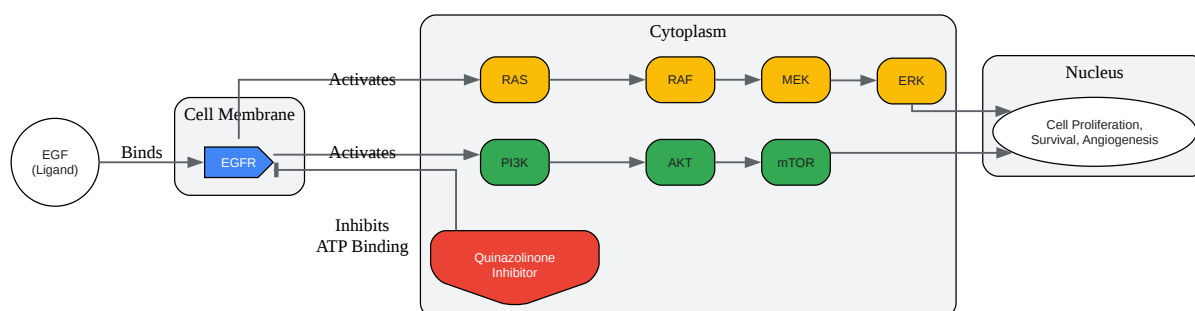 Cytoplasm
Nucleus
Cell Membrane
Activates
RAS
RAF
MEK
ERK
Cell Proliferation,
Survival, Angiogenesis
EGF
(Ligand)
Binds
EGFR
Activates
PI3K
AKT
mTOR
Inhibits
ATP Binding
Quinazolinone
Inhibitor